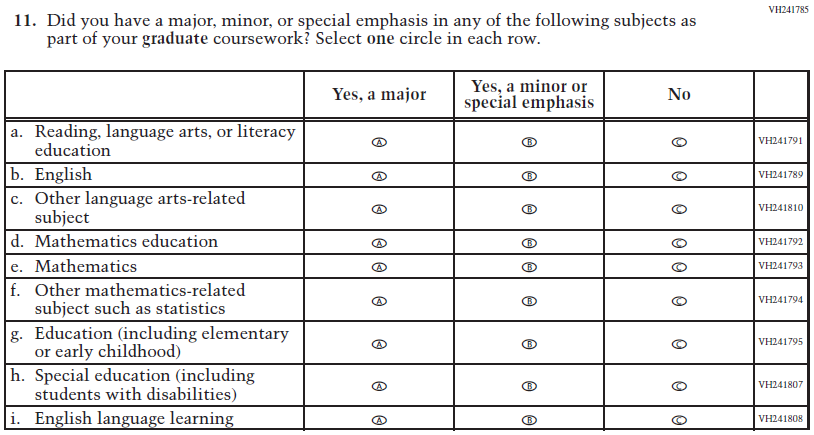 VH241785
11. Did you have a major, minor, or special emphasis in any of the following subjects as
part of your graduate coursework? Select one circle in each row.
Yes, a major
Yes, a minor or
special emphasis
No
a. Reading, language arts, or literacy
education
A B C VH241791
b. English A B C VH241789
c. Other language arts-related
subject
A B C VH241810
d. Mathematics education A B C VH241792
e. Mathematics A B C VH241793
f. Other mathematics-related
subject such as statistics
A B C VH241794
g. Education (including elementary
or early childhood)
A B C VH241795
h. Special education (including
students with disabilities)
A B C VH241807
i. English language learning A B C VH241808